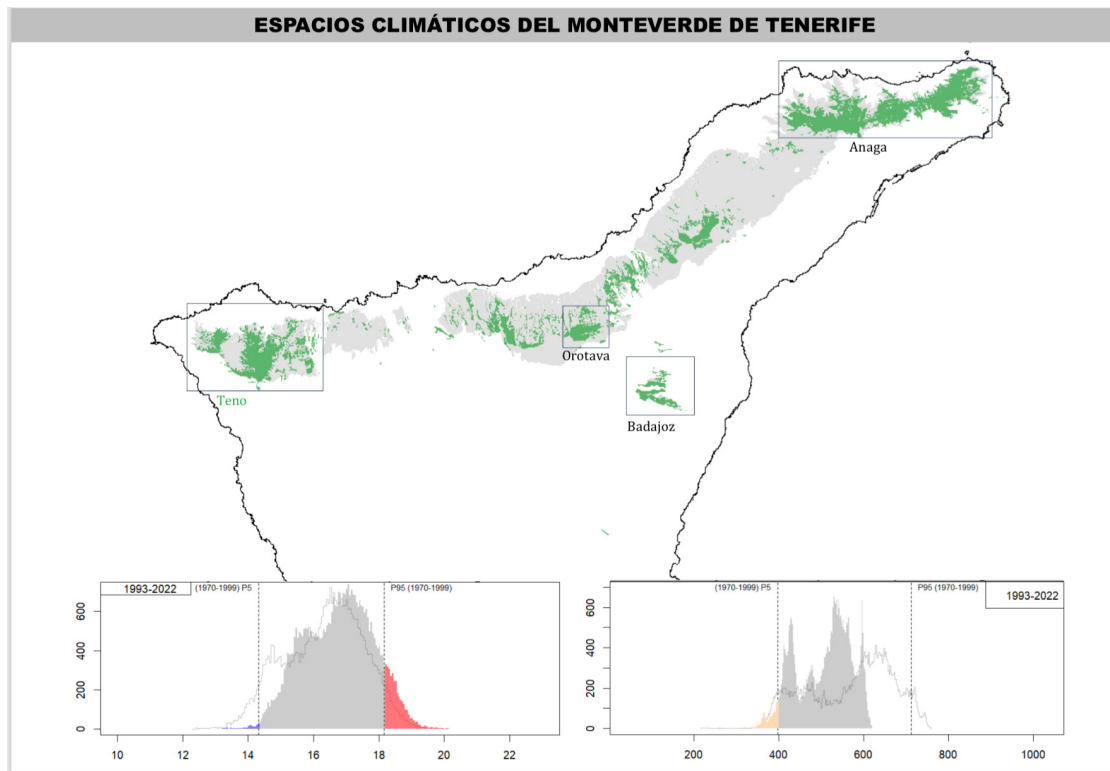 ESPACIOS CLIMÁTICOS DEL MONTEVERDE DE TENERIFE
Anaga
Orotava
Teno
Badajoz
1993-2022
(1970-1999) P5
P95 (1970-1999)
600
400
200
0
10 12 14 16 18 20 22
(1970-1999) P5
P95 (1970-1999)
1993-2022
600
400
200
0
200 400 600 800 1000